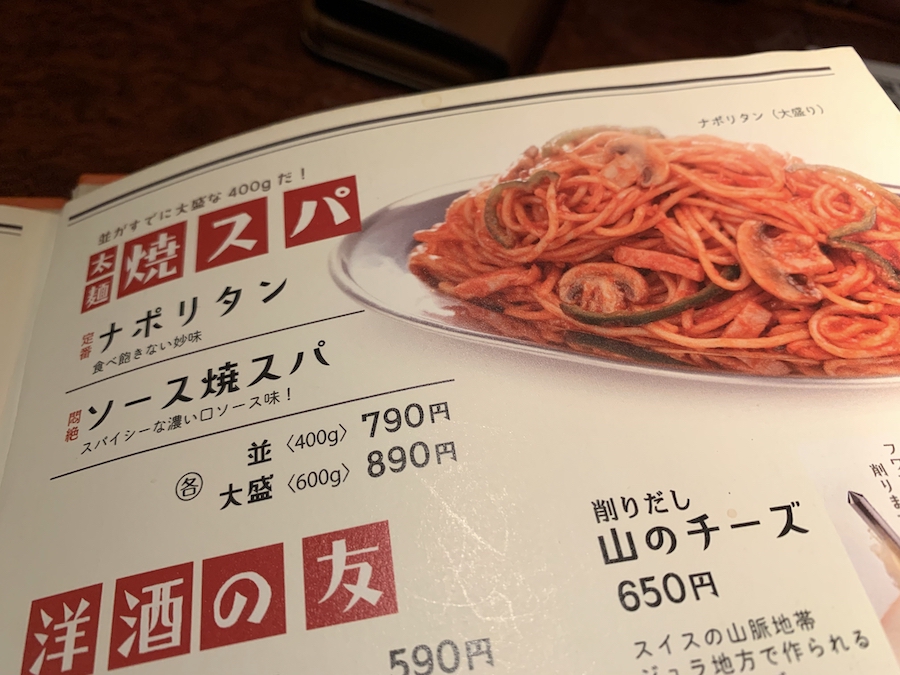 ナポリタン（大盛り）
並がすでに大盛な400gだ！
太麺焼スパ
定番 ナポリタン
食べ飽きない妙味
悶絶 ソース焼スパ
スパイシーな濃い口ソース味！
各 並〈400g〉790円
大盛〈600g〉890円
削りだし
山のチーズ
650円
スイスの山脈地帯
ジュラ地方で作られる
洋酒の友
590円